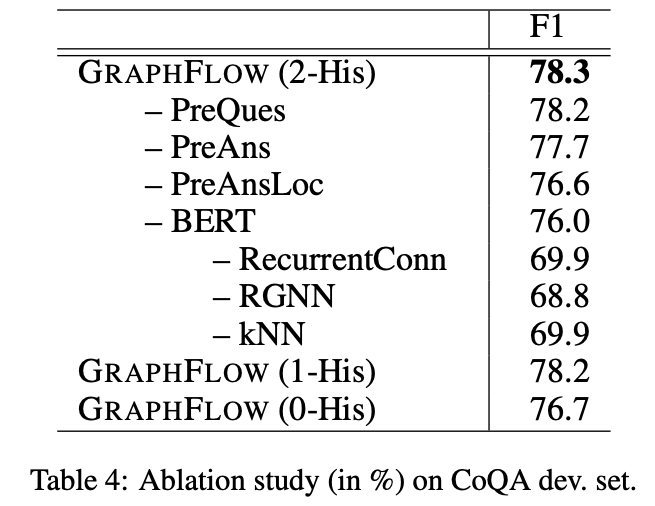 F1
GRAPHFLOW (2-His) 78.3
– PreQues 78.2
– PreAns 77.7
– PreAnsLoc 76.6
– BERT 76.0
– RecurrentConn 69.9
– RGNN 68.8
– kNN 69.9
GRAPHFLOW (1-His) 78.2
GRAPHFLOW (0-His) 76.7
Table 4: Ablation study (in %) on CoQA dev. set.